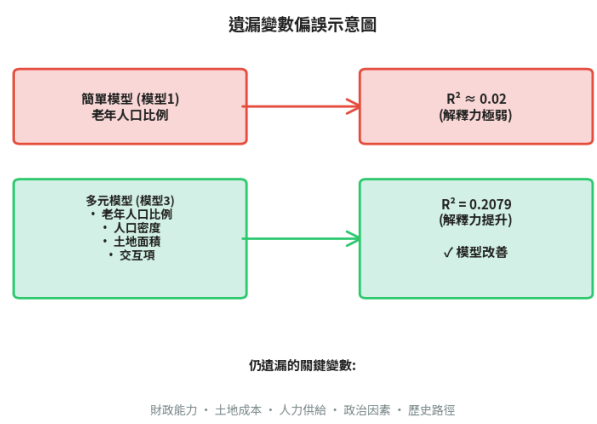 遺漏變數偏誤示意圖
簡單模型 (模型1)
老年人口比例
R² ≈ 0.02
(解釋力極弱)
多元模型 (模型3)
• 老年人口比例
• 人口密度
• 土地面積
• 交互項
R² = 0.2079
(解釋力提升)
✓ 模型改善
仍遺漏的關鍵變數:
財政能力 • 土地成本 • 人力供給 • 政治因素 • 歷史路徑